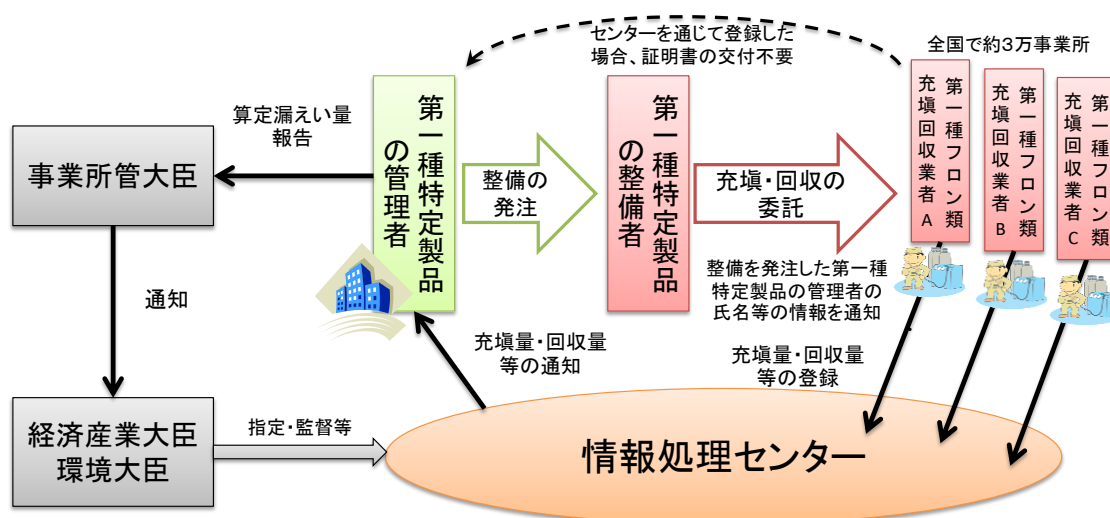 センターを通じて登録した
場合、証明書の交付不要
全国で約3万事業所
算定漏えい量
報告
事業所管大臣
第一種特定製品
の管理者
整備の
発注
第一種特定製品
の整備者
充塡・回収の
委託
第一種フロン類
充塡回収業者 A
第一種フロン類
充塡回収業者 B
第一種フロン類
充塡回収業者 C
整備を発注した第一種
特定製品の管理者の
氏名等の情報を通知
通知
充塡量・回収量
等の通知
充塡量・回収量
等の登録
経済産業大臣
環境大臣
指定・監督等
情報処理センター